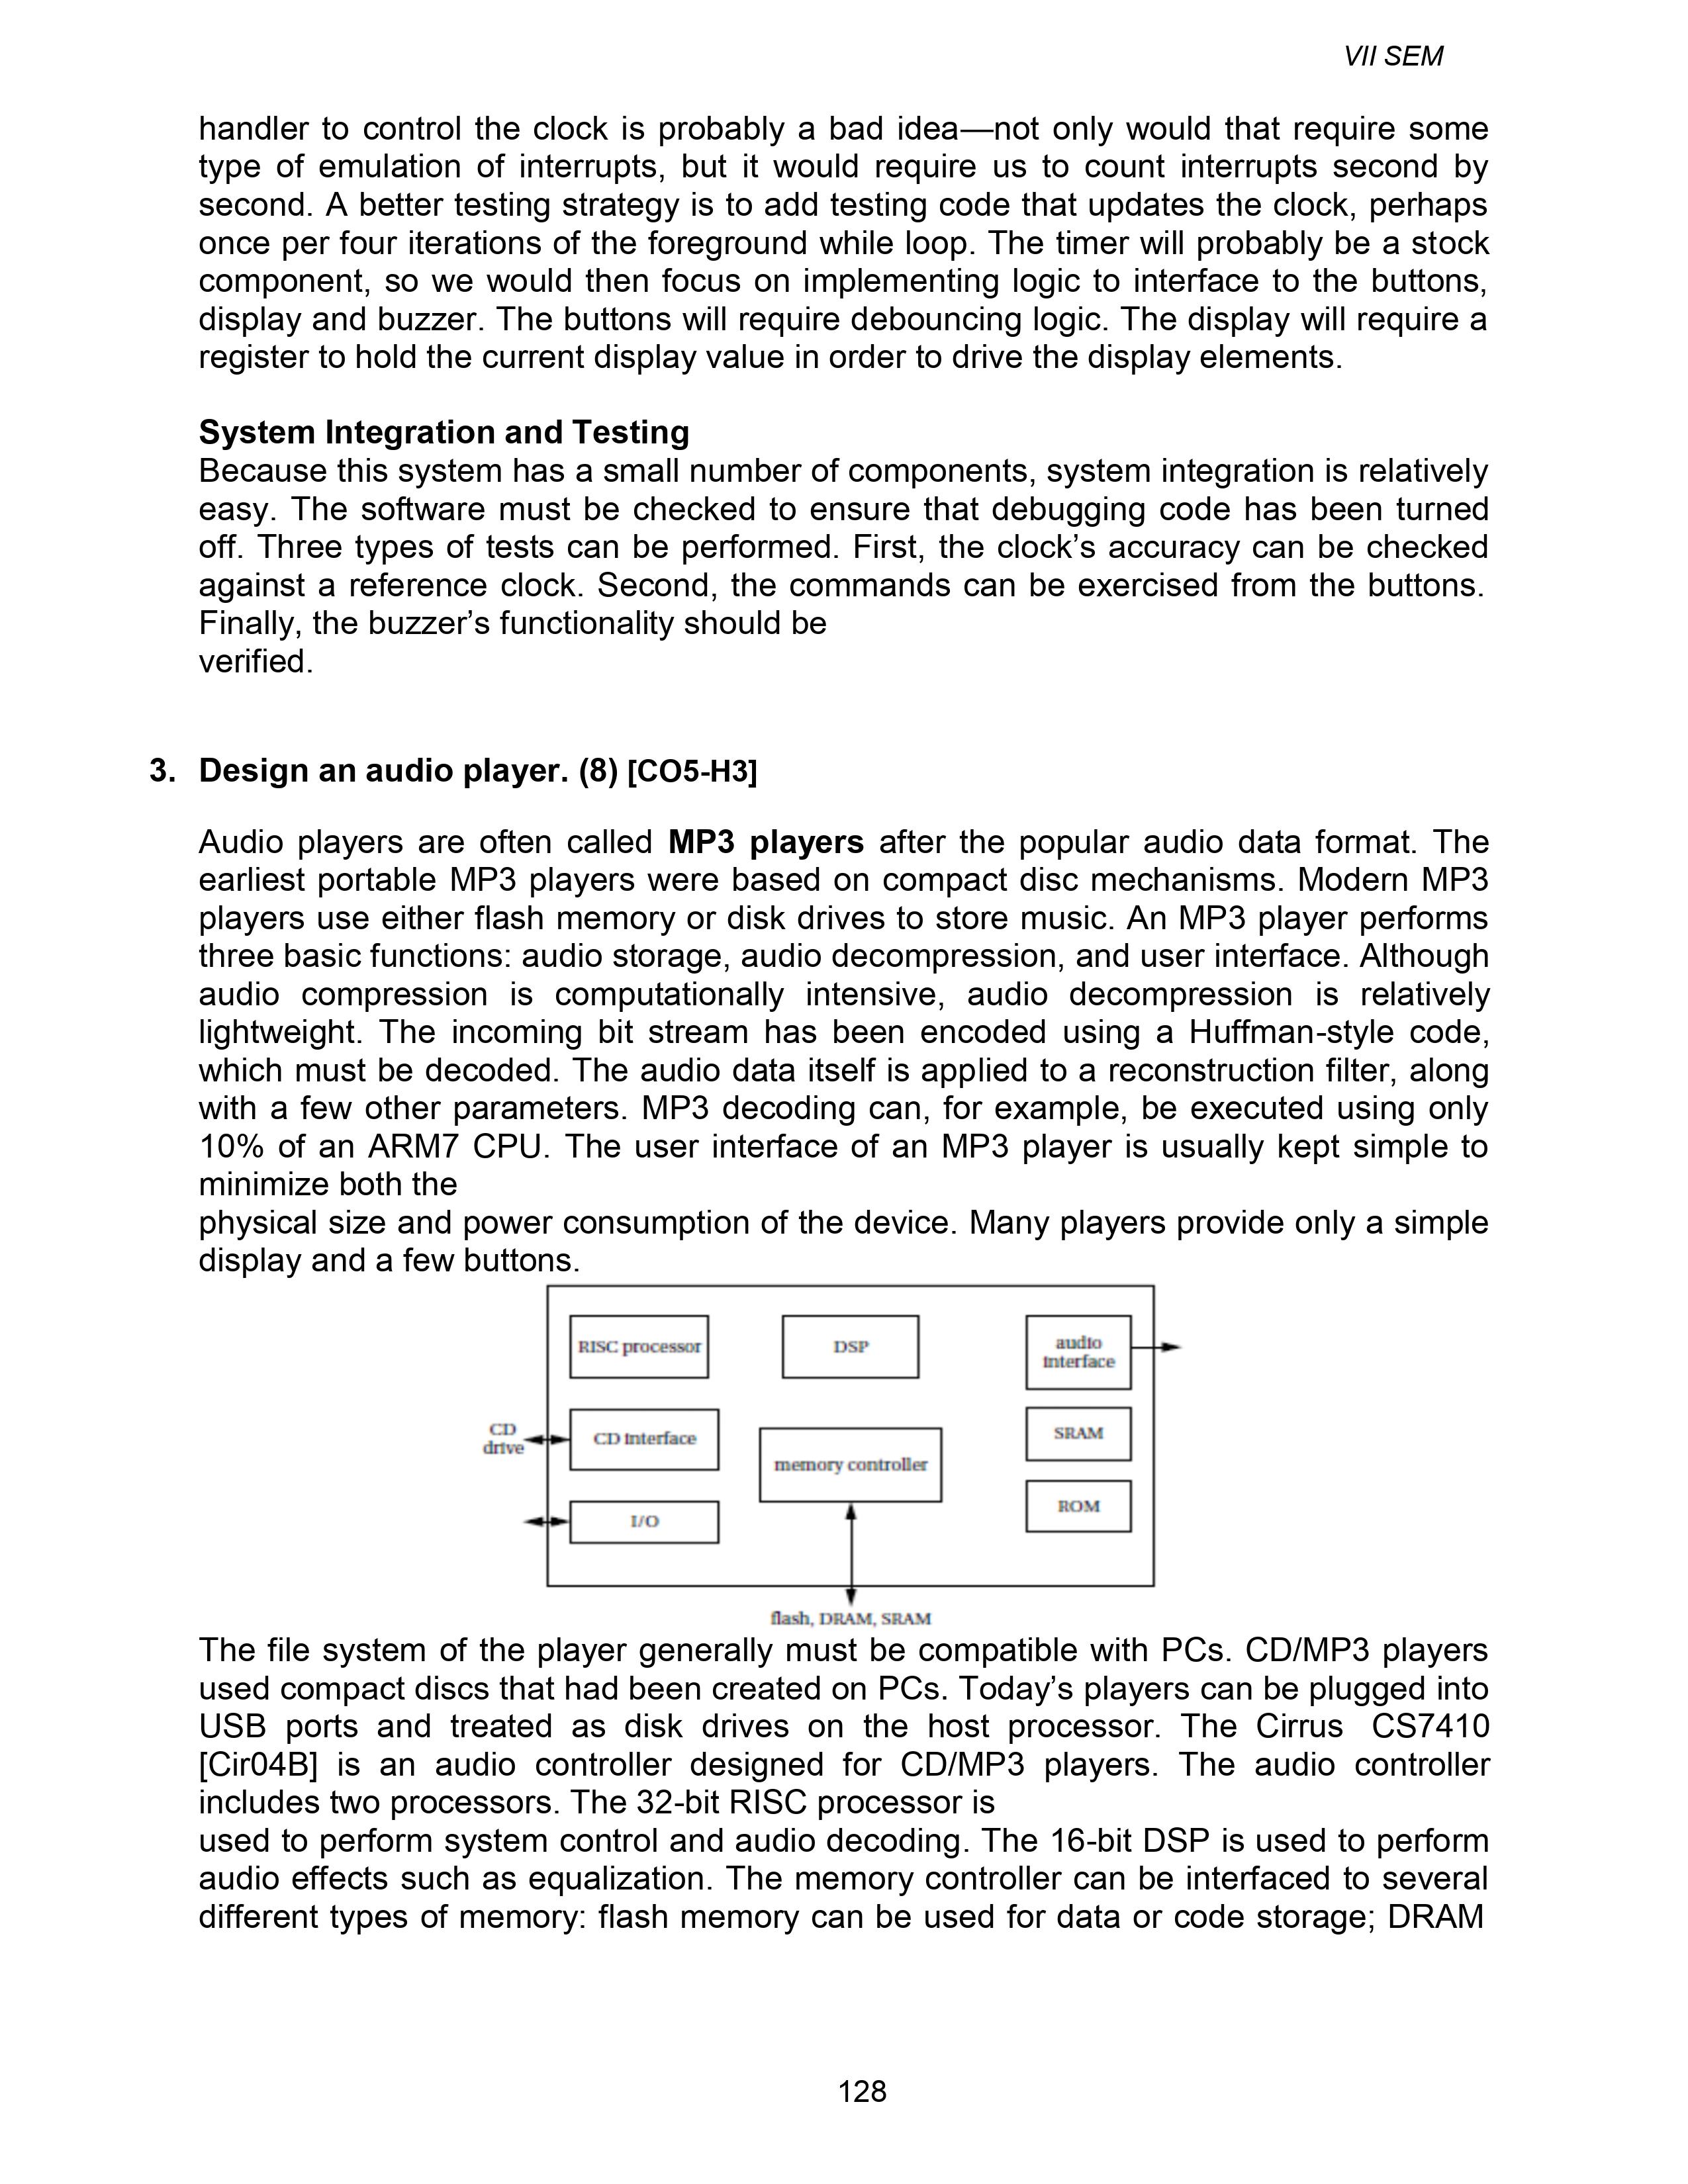 VII SEM
handler to control the clock is probably a bad idea—not only would that require some
type of emulation of interrupts, but it would require us to count interrupts second by
second. A better testing strategy is to add testing code that updates the clock, perhaps
once per four iterations of the foreground while loop. The timer will probably be a stock
component, so we would then focus on implementing logic to interface to the buttons,
display and buzzer. The buttons will require debouncing logic. The display will require a
register to hold the current display value in order to drive the display elements.
System Integration and Testing
Because this system has a small number of components, system integration is relatively
easy. The software must be checked to ensure that debugging code has been turned
off. Three types of tests can be performed. First, the clock’s accuracy can be checked
against a reference clock. Second, the commands can be exercised from the buttons.
Finally, the buzzer’s functionality should be
verified.
3. Design an audio player. (8) [CO5-H3]
Audio players are often called MP3 players after the popular audio data format. The
earliest portable MP3 players were based on compact disc mechanisms. Modern MP3
players use either flash memory or disk drives to store music. An MP3 player performs
three basic functions: audio storage, audio decompression, and user interface. Although
audio compression is computationally intensive, audio decompression is relatively
lightweight. The incoming bit stream has been encoded using a Huffman-style code,
which must be decoded. The audio data itself is applied to a reconstruction filter, along
with a few other parameters. MP3 decoding can, for example, be executed using only
10% of an ARM7 CPU. The user interface of an MP3 player is usually kept simple to
minimize both the
physical size and power consumption of the device. Many players provide only a simple
display and a few buttons.
RISC processor
DSP
audio
interface
CD
drive
CD interface
memory controller
SRAM
I/O
ROM
flash, DRAM, SRAM
The file system of the player generally must be compatible with PCs. CD/MP3 players
used compact discs that had been created on PCs. Today’s players can be plugged into
USB ports and treated as disk drives on the host processor. The Cirrus CS7410
[Cir04B] is an audio controller designed for CD/MP3 players. The audio controller
includes two processors. The 32-bit RISC processor is
used to perform system control and audio decoding. The 16-bit DSP is used to perform
audio effects such as equalization. The memory controller can be interfaced to several
different types of memory: flash memory can be used for data or code storage; DRAM
128